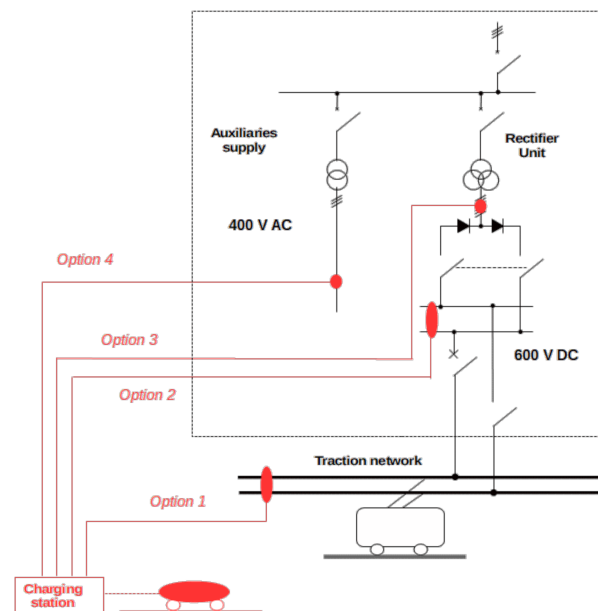 Auxiliaries
supply
Rectifier
Unit
400 V AC
Option 4
Option 3
600 V DC
Option 2
Traction network
Option 1
Charging
station